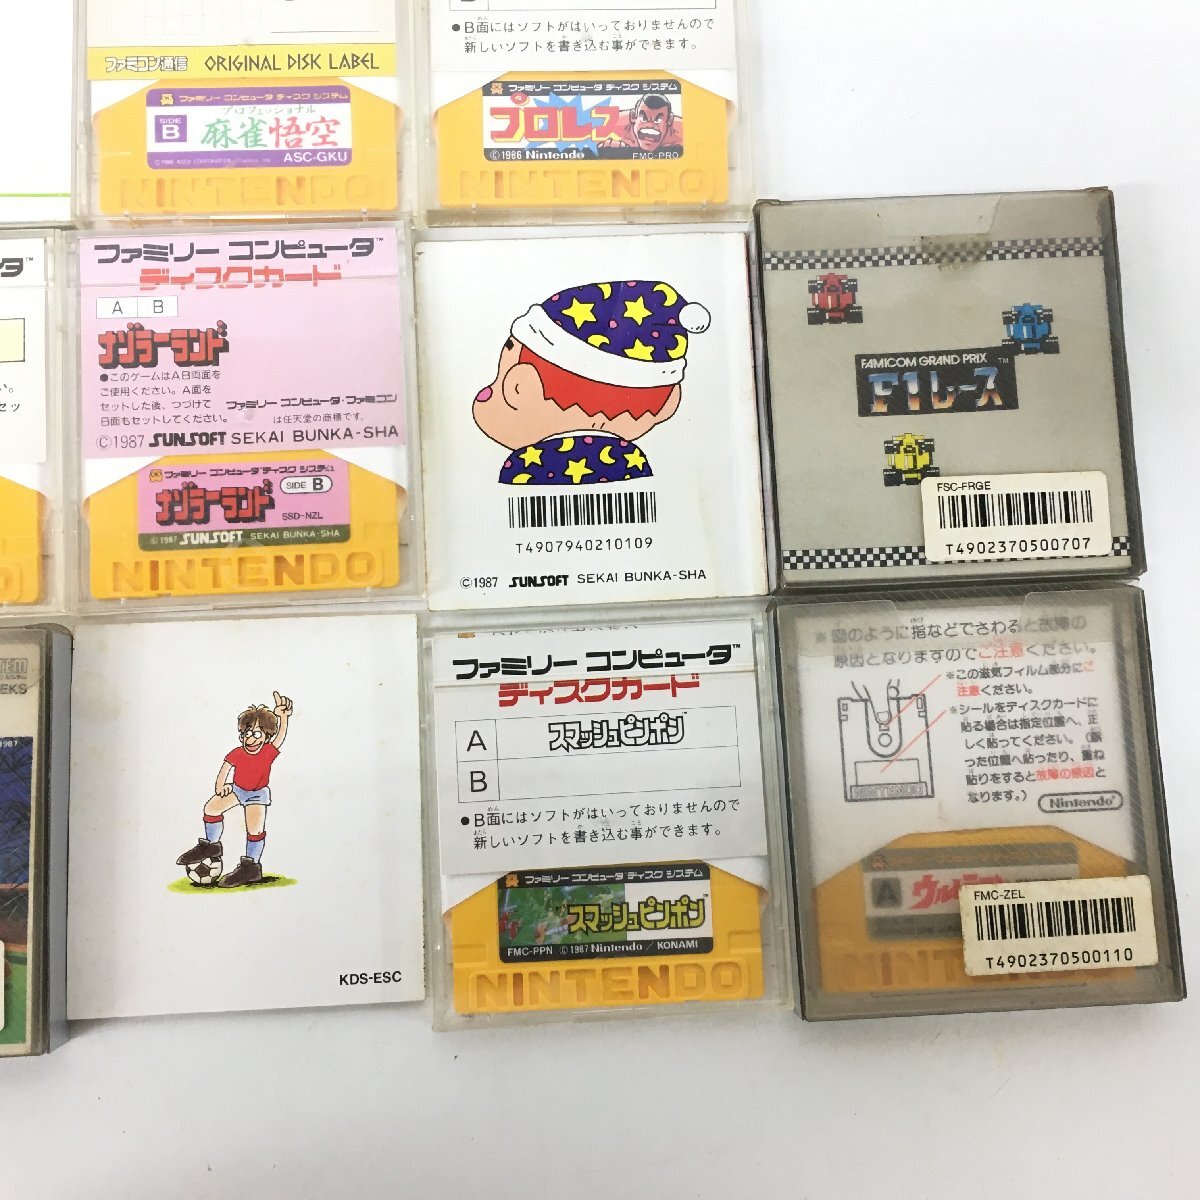 ファミコン通信 ORIGINAL DISK LABEL
ファミリー コンピュータ ディスク システム
プロフェッショナル
SIDE B
麻雀悟空
ASC-GKU
NINTENDO
B
●B面にはソフトがはいっておりませんので
新しいソフトを書き込む事ができます。
ファミリー コンピュータ ディスク システム
プロレス
©1986 Nintendo FMC-PRO
NINTENDO
ファミリー コンピュータ™
ディスクカード
A B
ナゾラーランド
●このゲームはAB両面を
ご使用ください。A面を
セットした後、つづけて
B面もセットしてください。
ファミリー コンピュータ・ファミコン
は任天堂の商標です。
©1987 SUNSOFT SEKAI BUNKA-SHA
ファミリー コンピュータ™ ディスク システム
ナゾラーランド
SIDE B
SSD-NZL
©1987 SUNSOFT SEKAI BUNKA-SHA
NINTENDO
T4907940210109
©1987 SUNSOFT SEKAI BUNKA-SHA
FAMICOM GRAND PRIX ™
F1レース
FSC-FRGE
T4902370500707
KDS-ESC
ファミリー コンピュータ™
ディスクカード
A スマッシュピンポン™
B
●B面にはソフトがはいっておりませんので
新しいソフトを書き込む事ができます。
ファミリー コンピュータ ディスク システム
スマッシュピンポン™
FMC-PPN ©1987 Nintendo / KONAMI
NINTENDO
※図のように指などでさわると故障の
原因となりますのでご注意ください。
※この磁気フィルム部分にご
注意ください。
※シールをディスクカードに
貼る場合は指定位置へ、正
しく貼ってください。(誤
った位置へ貼ったり、重ね
貼りをすると故障の原因と
なります。)
NINTENDO
Nintendo®
A
FMC-ZEL
T4902370500110